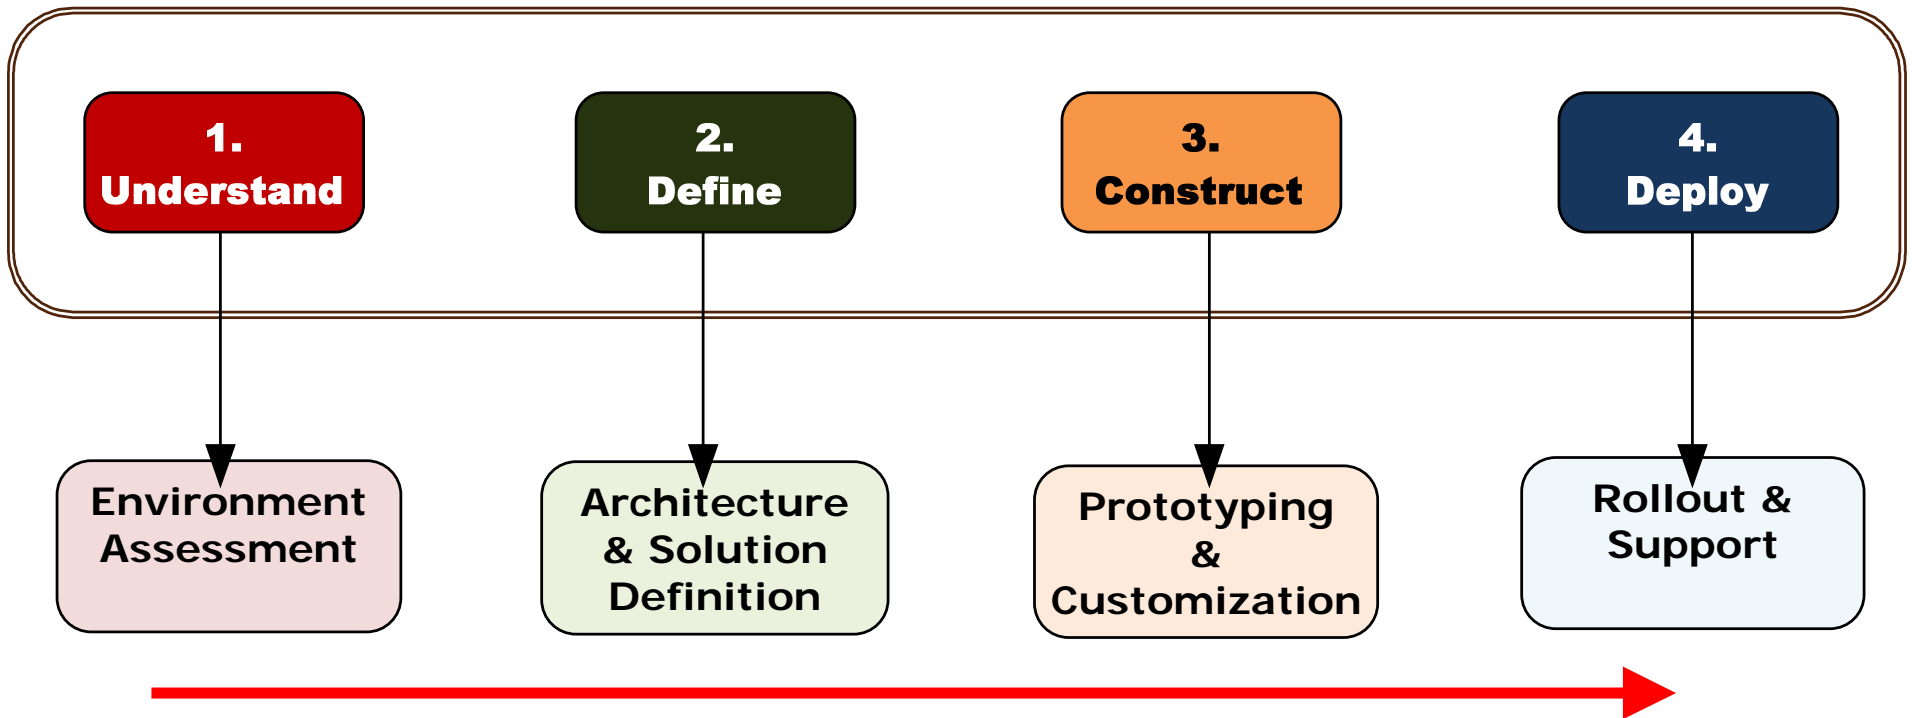 1.
Understand
2.
Define
3.
Construct
4.
Deploy
Environment
Assessment
Architecture
& Solution
Definition
Prototyping
&
Customization
Rollout &
Support